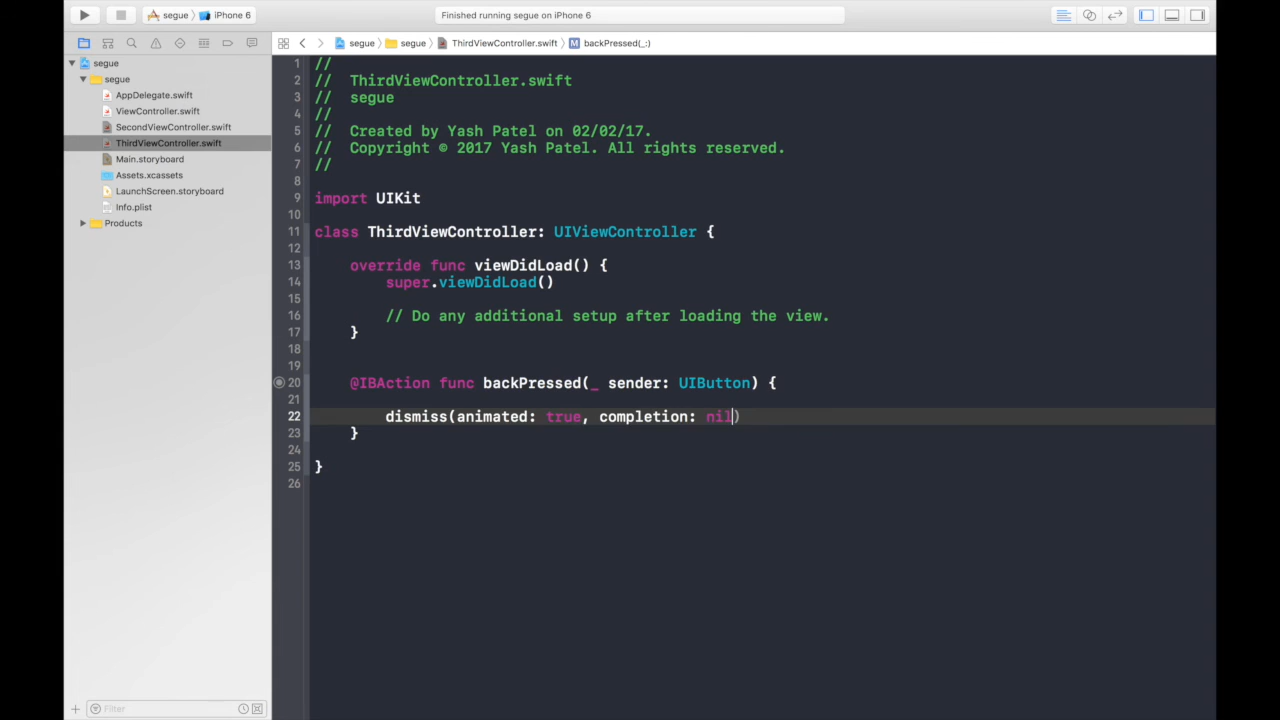 segue
iPhone 6
Finished running segue on iPhone 6
segue
segue
ThirdViewController.swift
M
backPressed(_:)
segue
segue
AppDelegate.swift
ViewController.swift
SecondViewController.swift
ThirdViewController.swift
Main.storyboard
Assets.xcassets
LaunchScreen.storyboard
Info.plist
Products
Filter
1 //
2 // ThirdViewController.swift
3 // segue
4 //
5 // Created by Yash Patel on 02/02/17.
6 // Copyright © 2017 Yash Patel. All rights reserved.
7 //
8
9 import UIKit
10
11 class ThirdViewController: UIViewController {
12
13 override func viewDidLoad() {
14 super.viewDidLoad()
15
16 // Do any additional setup after loading the view.
17 }
18
19
20 @IBAction func backPressed(_ sender: UIButton) {
21
22 dismiss(animated: true, completion: nil)
23 }
24
25 }
26